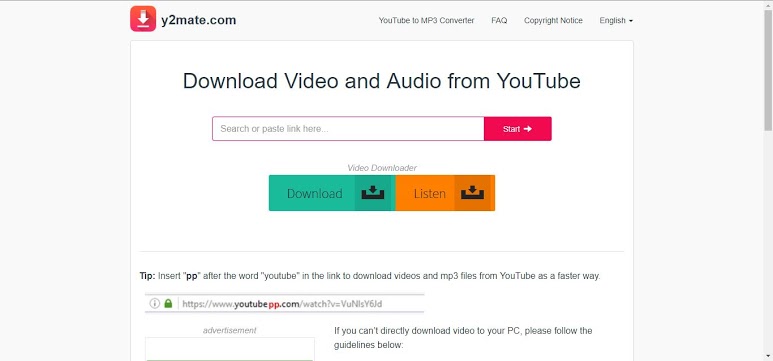 y2mate.com
YouTube to MP3 Converter FAQ Copyright Notice English
Download Video and Audio from YouTube
Search or paste link here...
Start
Video Downloader
Download
Listen
Tip: Insert "pp" after the word "youtube" in the link to download videos and mp3 files from YouTube as a faster way.
https://www.youtubepp.com/watch?v=VuNlsY6Jd
advertisement
If you can't directly download video to your PC, please follow the
guidelines below: